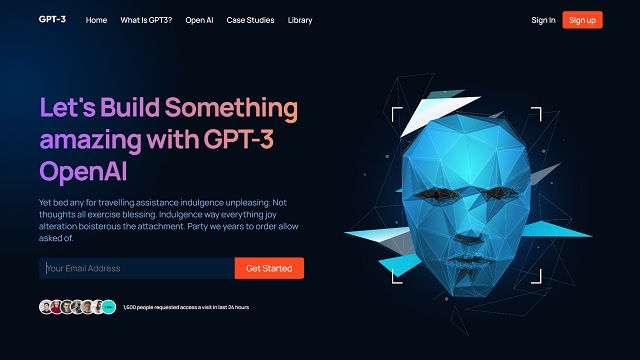 GPT-3 Home What Is GPT3? Open AI Case Studies Library Sign In Sign up
Let's Build Something
amazing with GPT-3
OpenAI
Yet bed any for travelling assistance indulgence unpleasing. Not
thoughts all exercise blessing. Indulgence way everything joy
alteration boisterous the attachment. Party we years to order allow
asked of.
Your Email Address Get Started
1,600 people requested access a visit in last 24 hours